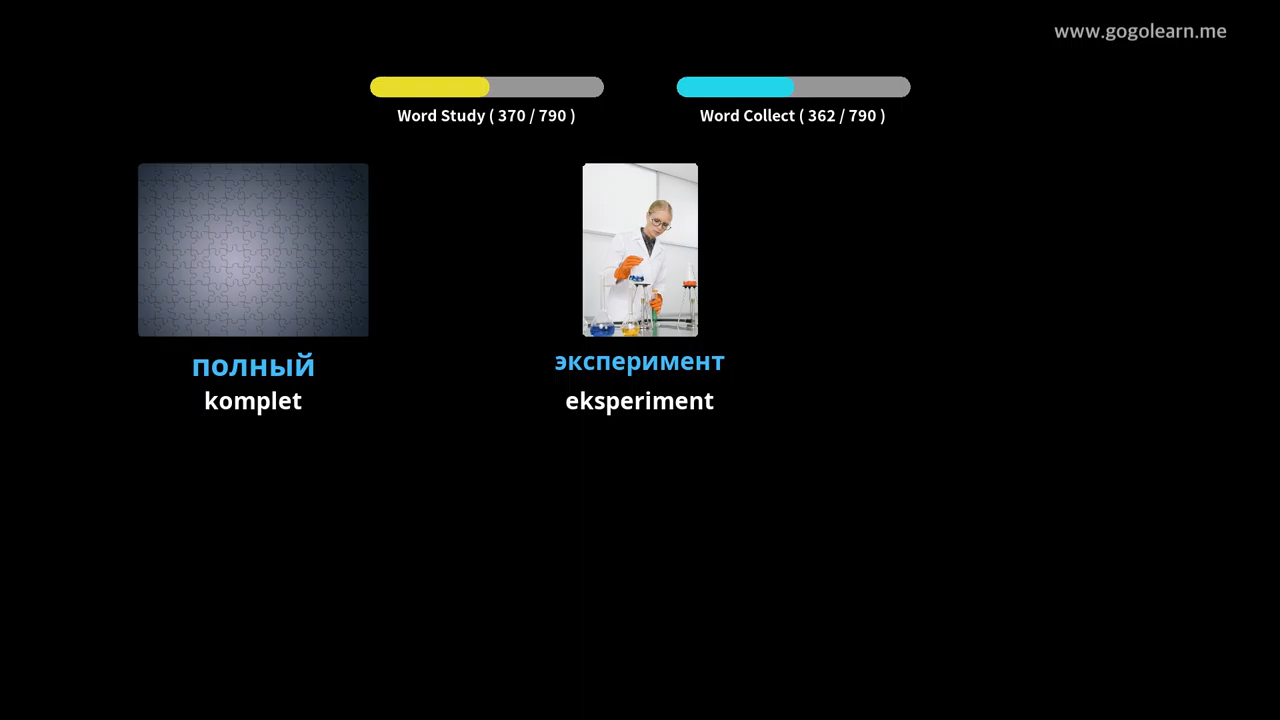 www.gogolearn.me
Word Study ( 370 / 790 )
Word Collect ( 362 / 790 )
полный
komplet
эксперимент
eksperiment